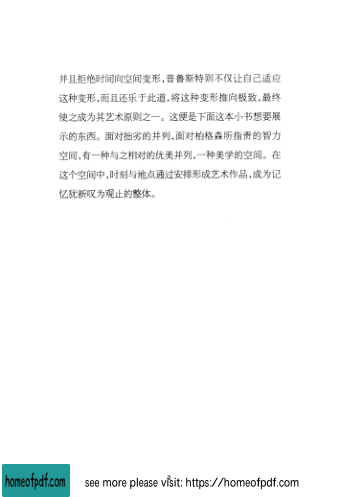 并且拒绝时间向空间变形，普鲁斯特则不仅让自己适应
这种变形，而且还乐于此道，将这种变形推向极致，最终
使之成为其艺术原则之一。这便是下面这本小书想要展
示的东西。面对拙劣的并列，面对柏格森所指责的智力
空间，有一种与之相对的优美并列，一种美学的空间。在
这个空间中，时刻与地点通过安排形成艺术作品，成为记
忆犹新叹为观止的整体。
homeofpdf.com
see more please visit: https://homeofpdf.com